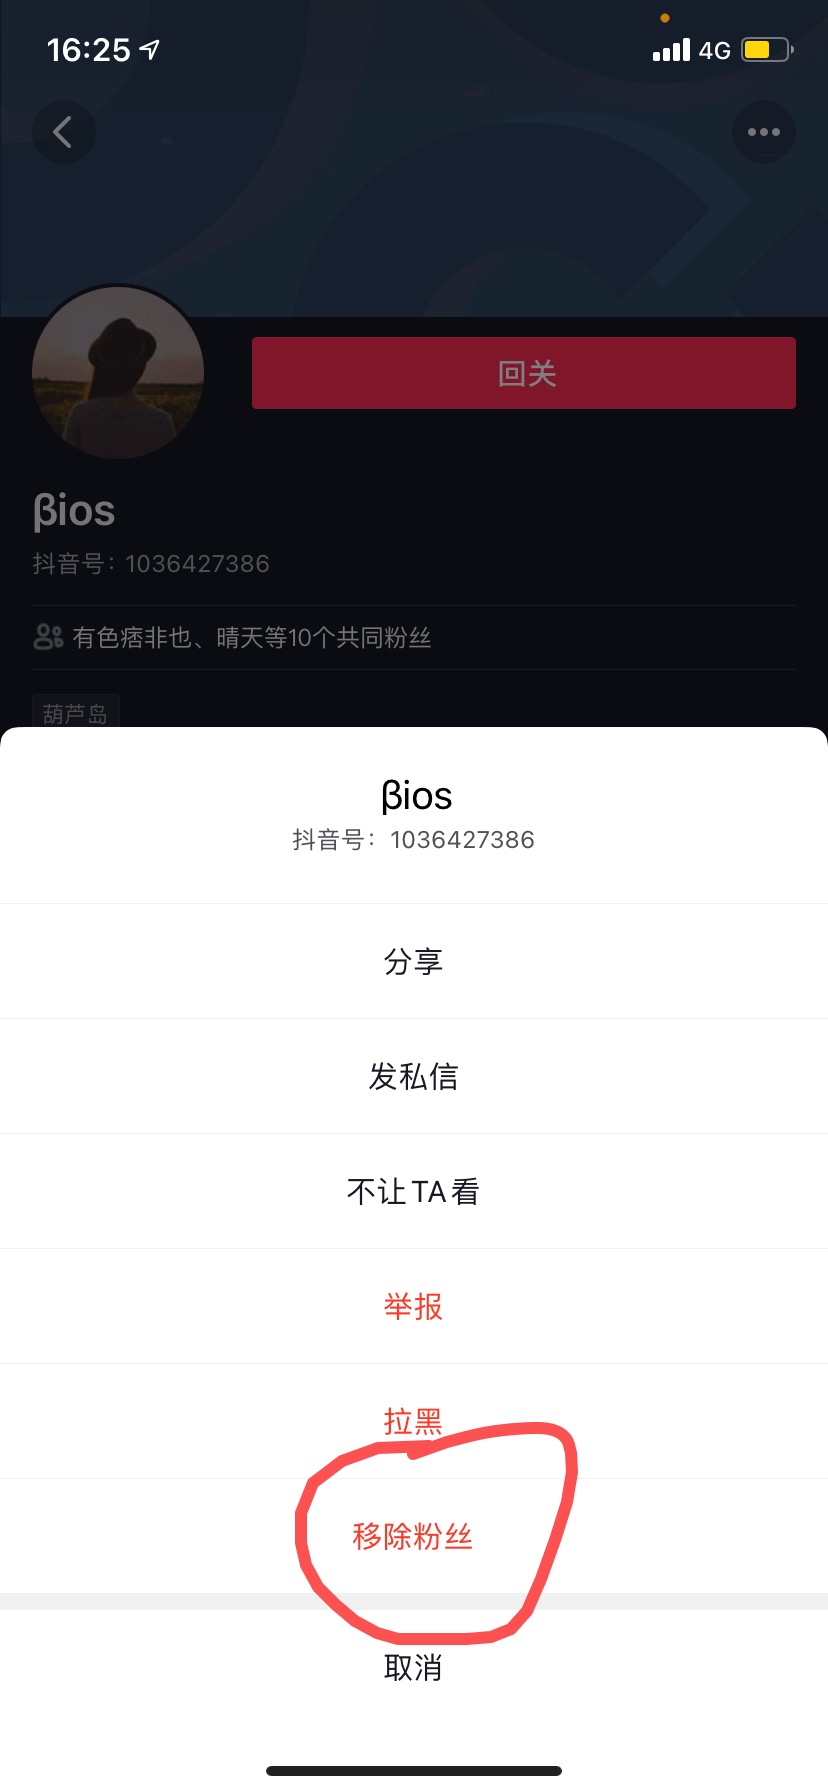 16:25
4G
回关
βios
抖音号：1036427386
有色痞非也、晴天等10个共同粉丝
葫芦岛
βios
抖音号：1036427386
分享
发私信
不让TA看
举报
拉黑
移除粉丝
取消